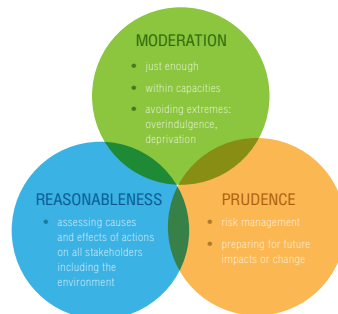 MODERATION
• just enough
• within capacities
• avoiding extremes:
overindulgence,
deprivation
REASONABLENESS
• assessing causes
and effects of actions
on all stakeholders
including the
environment
PRUDENCE
• risk management
• preparing for future
impacts or change